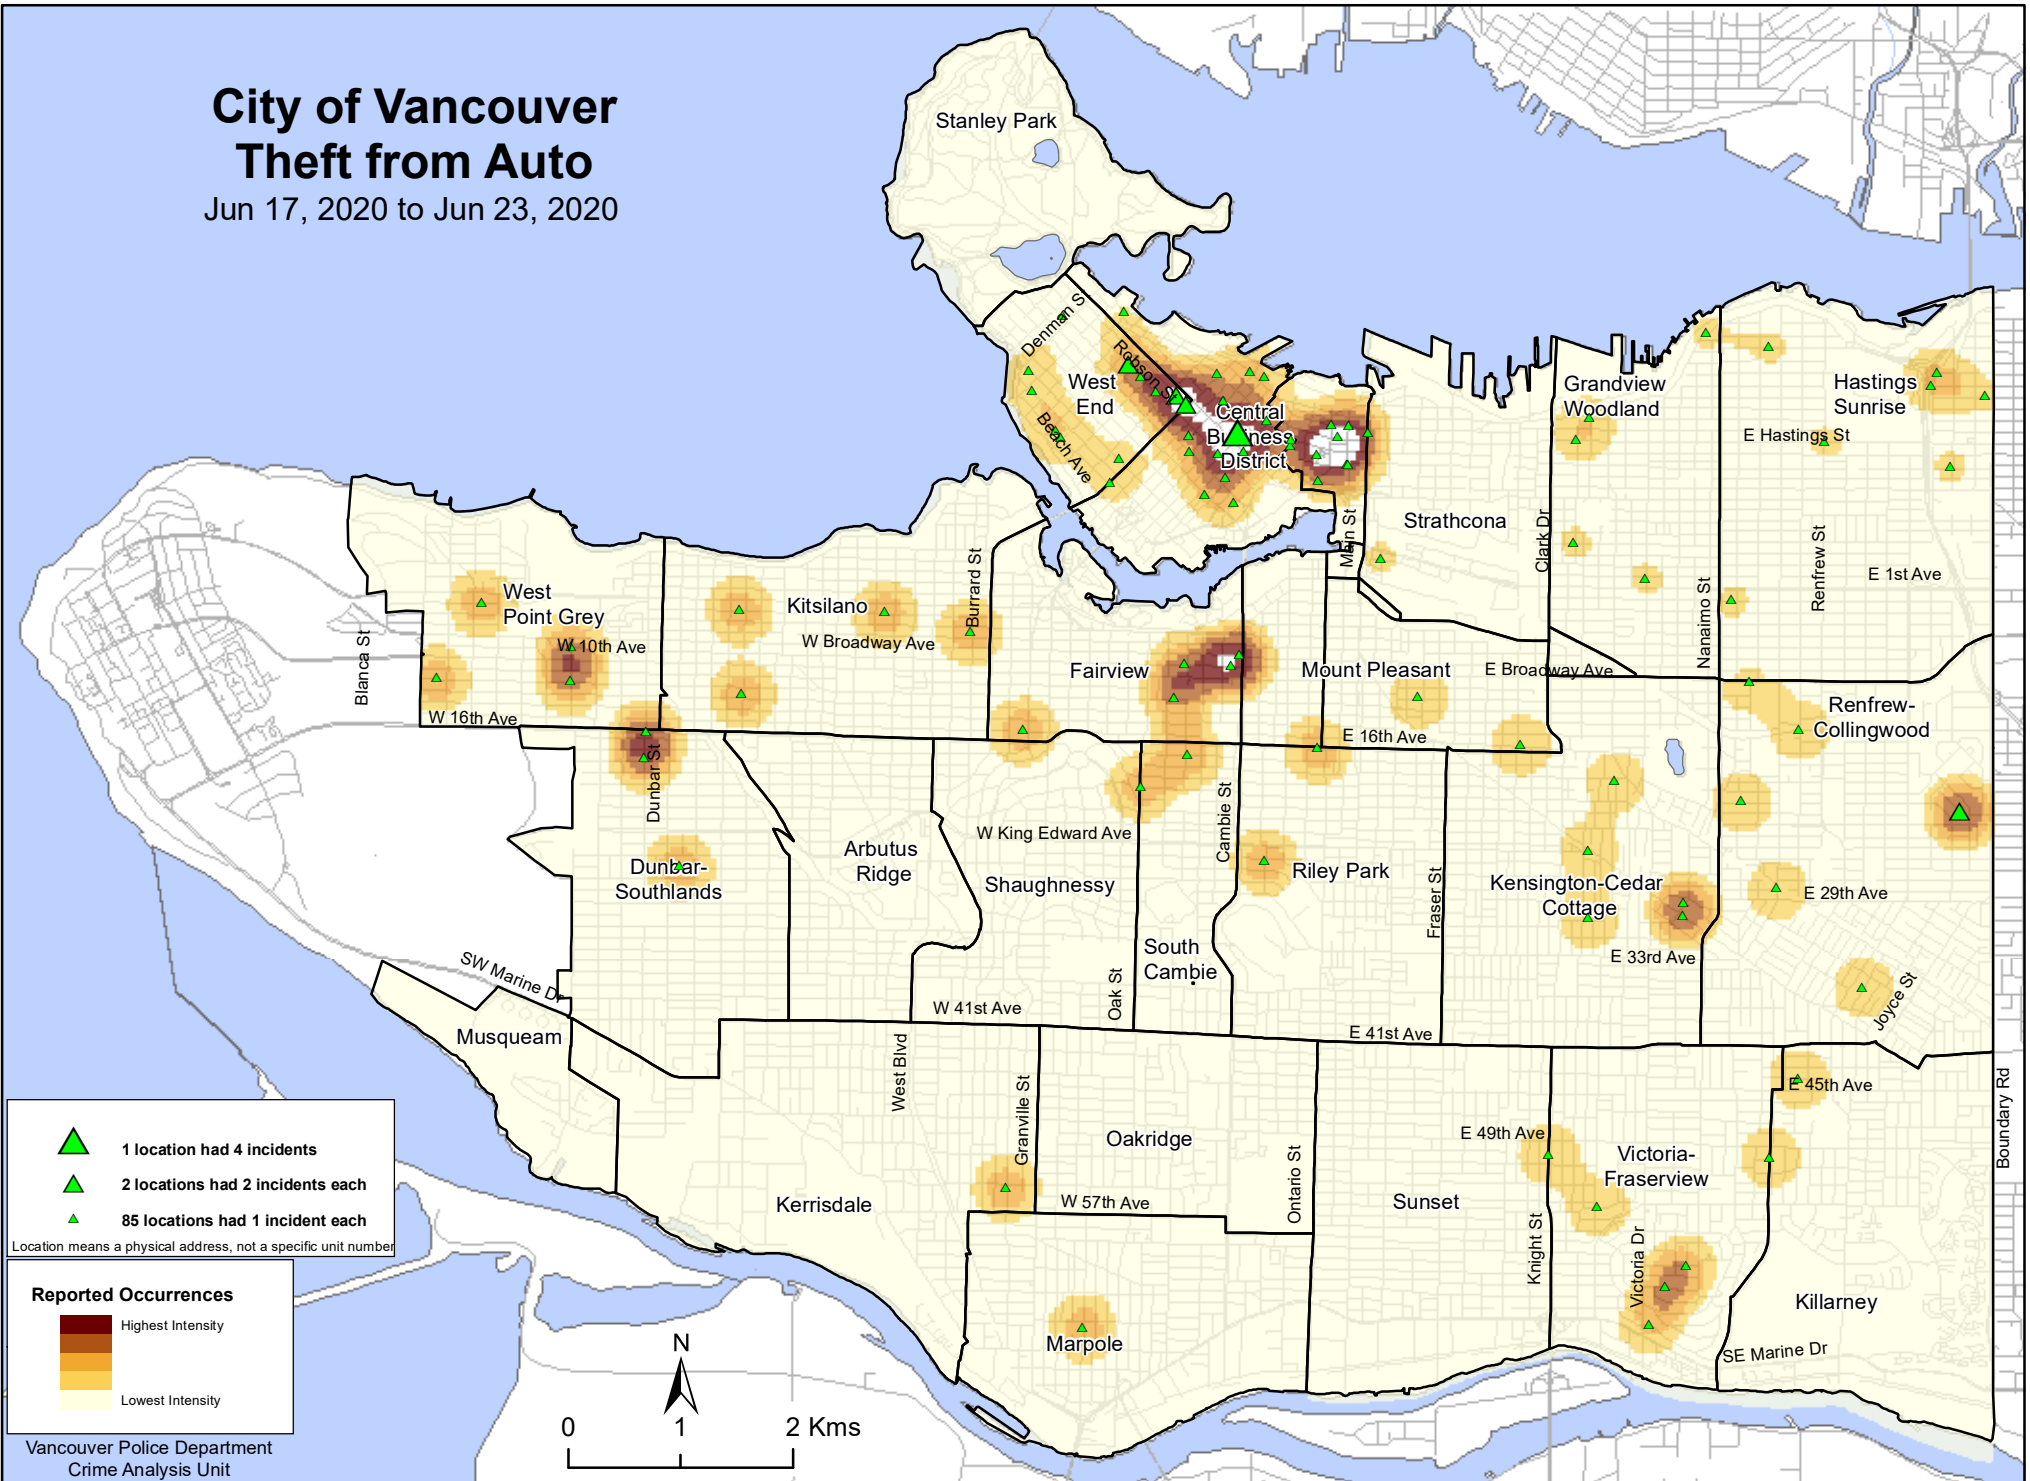 City of Vancouver
Theft from Auto
Jun 17, 2020 to Jun 23, 2020
Stanley Park
Denman S
Robson St
West
End
Beach Ave
Central
Business
District
Main St
Strathcona
Clark Dr
Grandview
Woodland
Hastings
Sunrise
E Hastings St
Nanaimo St
Renfrew St
E 1st Ave
West
Point Grey
W 10th Ave
Blanca St
W 16th Ave
Kitsilano
W Broadway Ave
Burrard St
Fairview
Mount Pleasant
E Broadway Ave
E 16th Ave
Renfrew-
Collingwood
Dunbar St
Dunbar-
Southlands
Arbutus
Ridge
W King Edward Ave
Shaughnessy
Cambie St
Riley Park
Fraser St
Kensington-Cedar
Cottage
E 29th Ave
E 33rd Ave
South
Cambie
Oak St
Joyce St
SW Marine Dr
W 41st Ave
E 41st Ave
Musqueam
West Blvd
Granville St
Oakridge
Ontario St
E 45th Ave
E 49th Ave
Victoria-
Fraserview
Boundary Rd
Kerrisdale
W 57th Ave
Sunset
Knight St
Victoria Dr
Killarney
Marpole
SE Marine Dr
1 location had 4 incidents
2 locations had 2 incidents each
85 locations had 1 incident each
Location means a physical address, not a specific unit number
Reported Occurrences
Highest Intensity
Lowest Intensity
N
0 1 2 Kms
Vancouver Police Department
Crime Analysis Unit